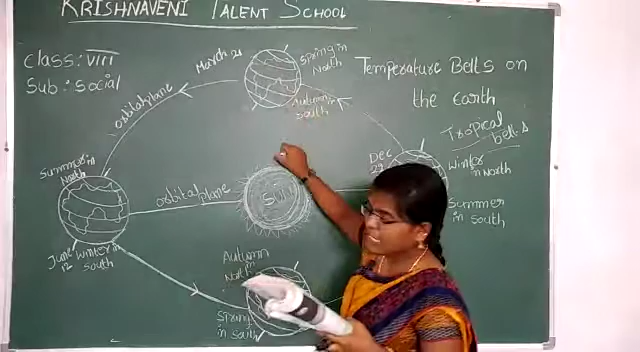 KRISHNAVENI TALENT SCHOOL
Class: VIII
Sub: Social
Temperature Belts on
the Earth
Tropical
belts
March 21
Spring in
North
Autumn in
South
orbital plane
Summer in
North
June
12
Winter in
South
orbital plane
SUN
Dec
Winter
in North
Summer
in South
Autumn
in
North
Spring
in South